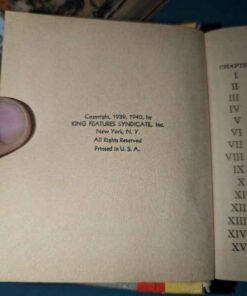 Copyright, 1939, 1940, by
KING FEATURES SYNDICATE, Inc.
New York, N. Y.
All Rights Reserved
Printed in U. S. A.
CHAPTE
I
II
III
IV
V
VI
VII
VIII
IX
X
XI
XII
XIII
XIV
XV